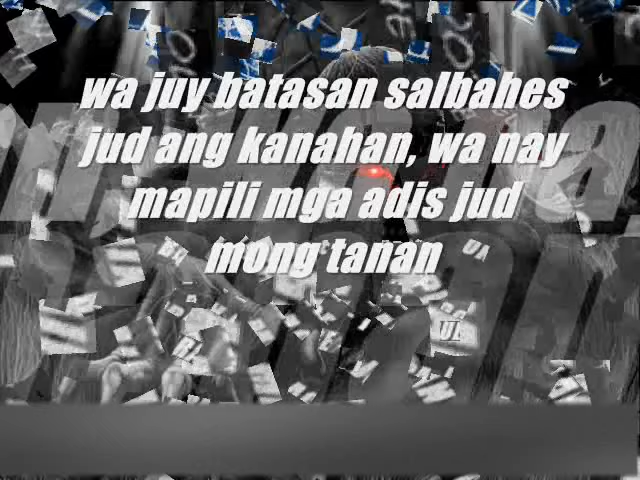 wa juy batasan salbahes
jud ang kanahan, wa nay
mapili mga adis jud
mong tanan